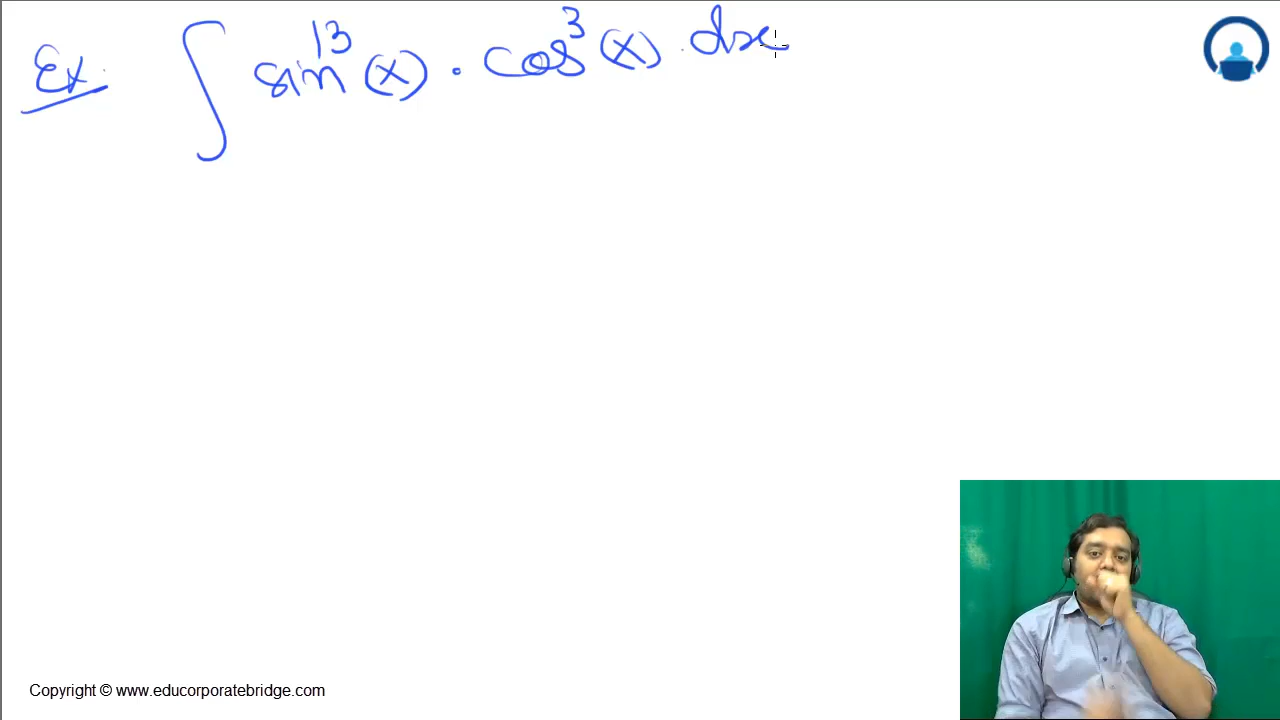 Ex. ∫ sin¹³(x) · cos³(x) · dx
Copyright © www.educorporatebridge.com